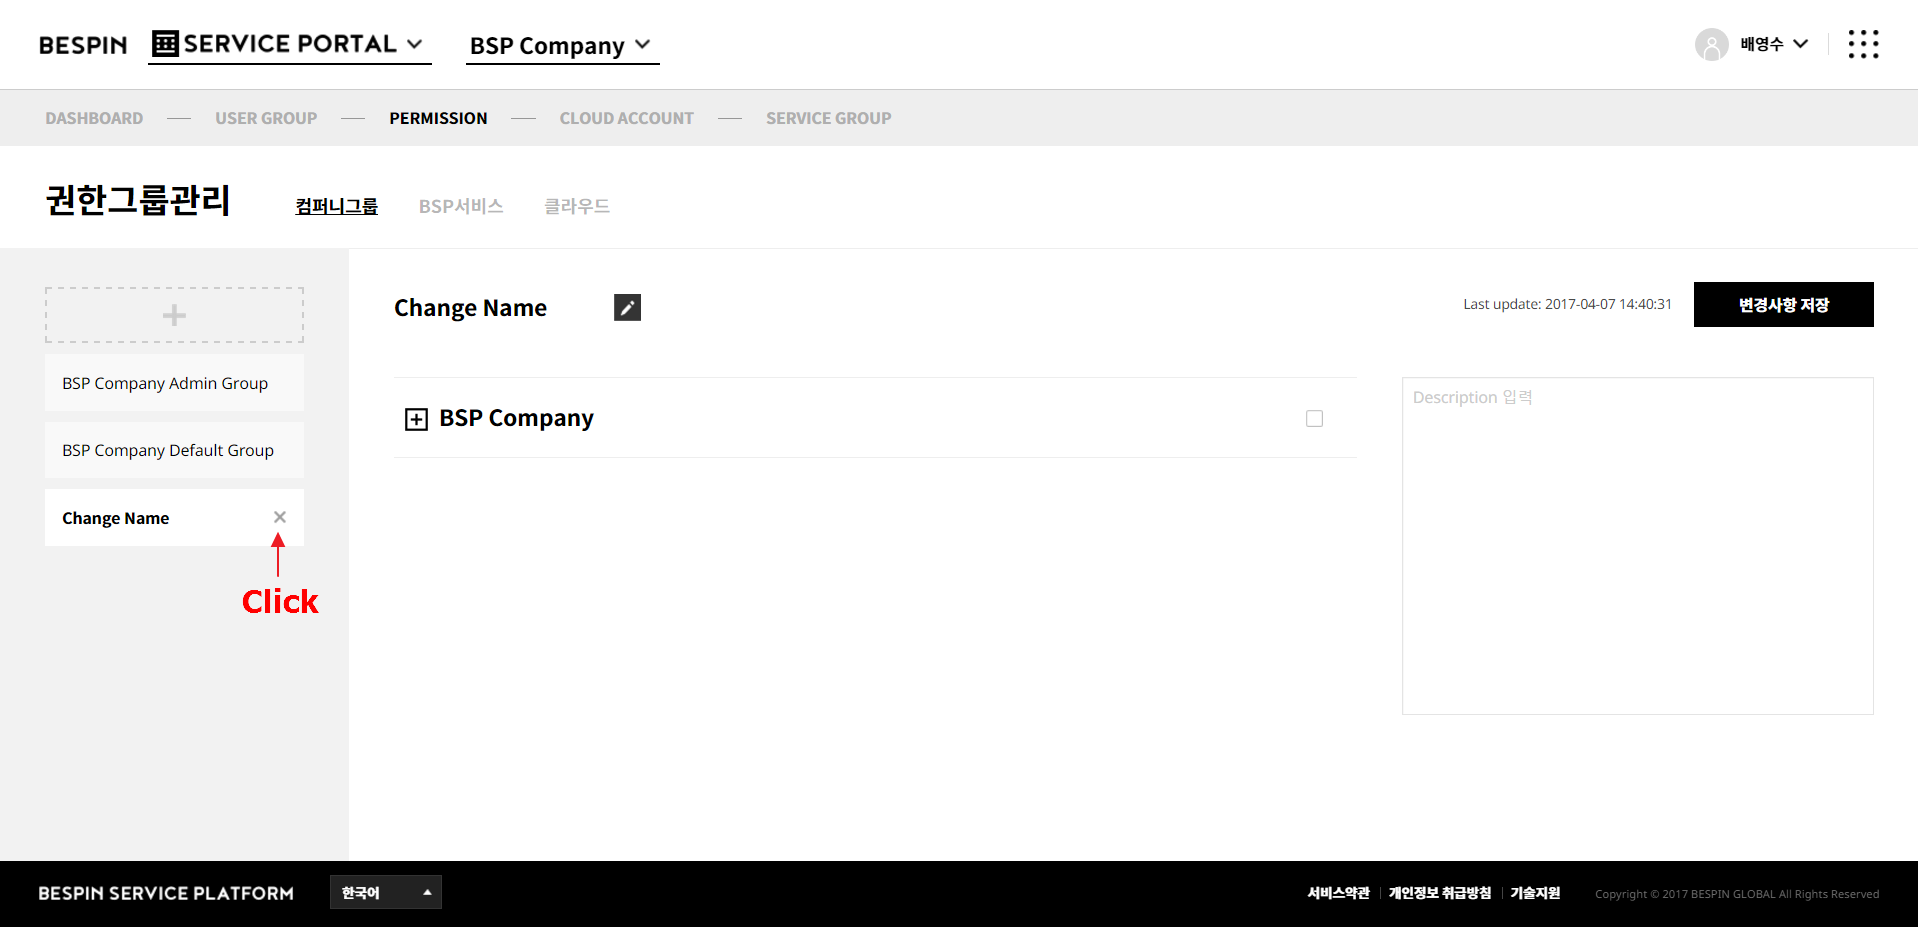 BESPIN SERVICE PORTAL BSP Company 배영수
DASHBOARD USER GROUP PERMISSION CLOUD ACCOUNT SERVICE GROUP
권한그룹관리 컴퍼니그룹 BSP서비스 클라우드
+
BSP Company Admin Group
BSP Company Default Group
Change Name ×
Click
Change Name
Last update: 2017-04-07 14:40:31
변경사항 저장
BSP Company
Description 입력
BESPIN SERVICE PLATFORM 한국어 서비스약관 개인정보 취급방침 기술지원 Copyright © 2017 BESPIN GLOBAL All Rights Reserved